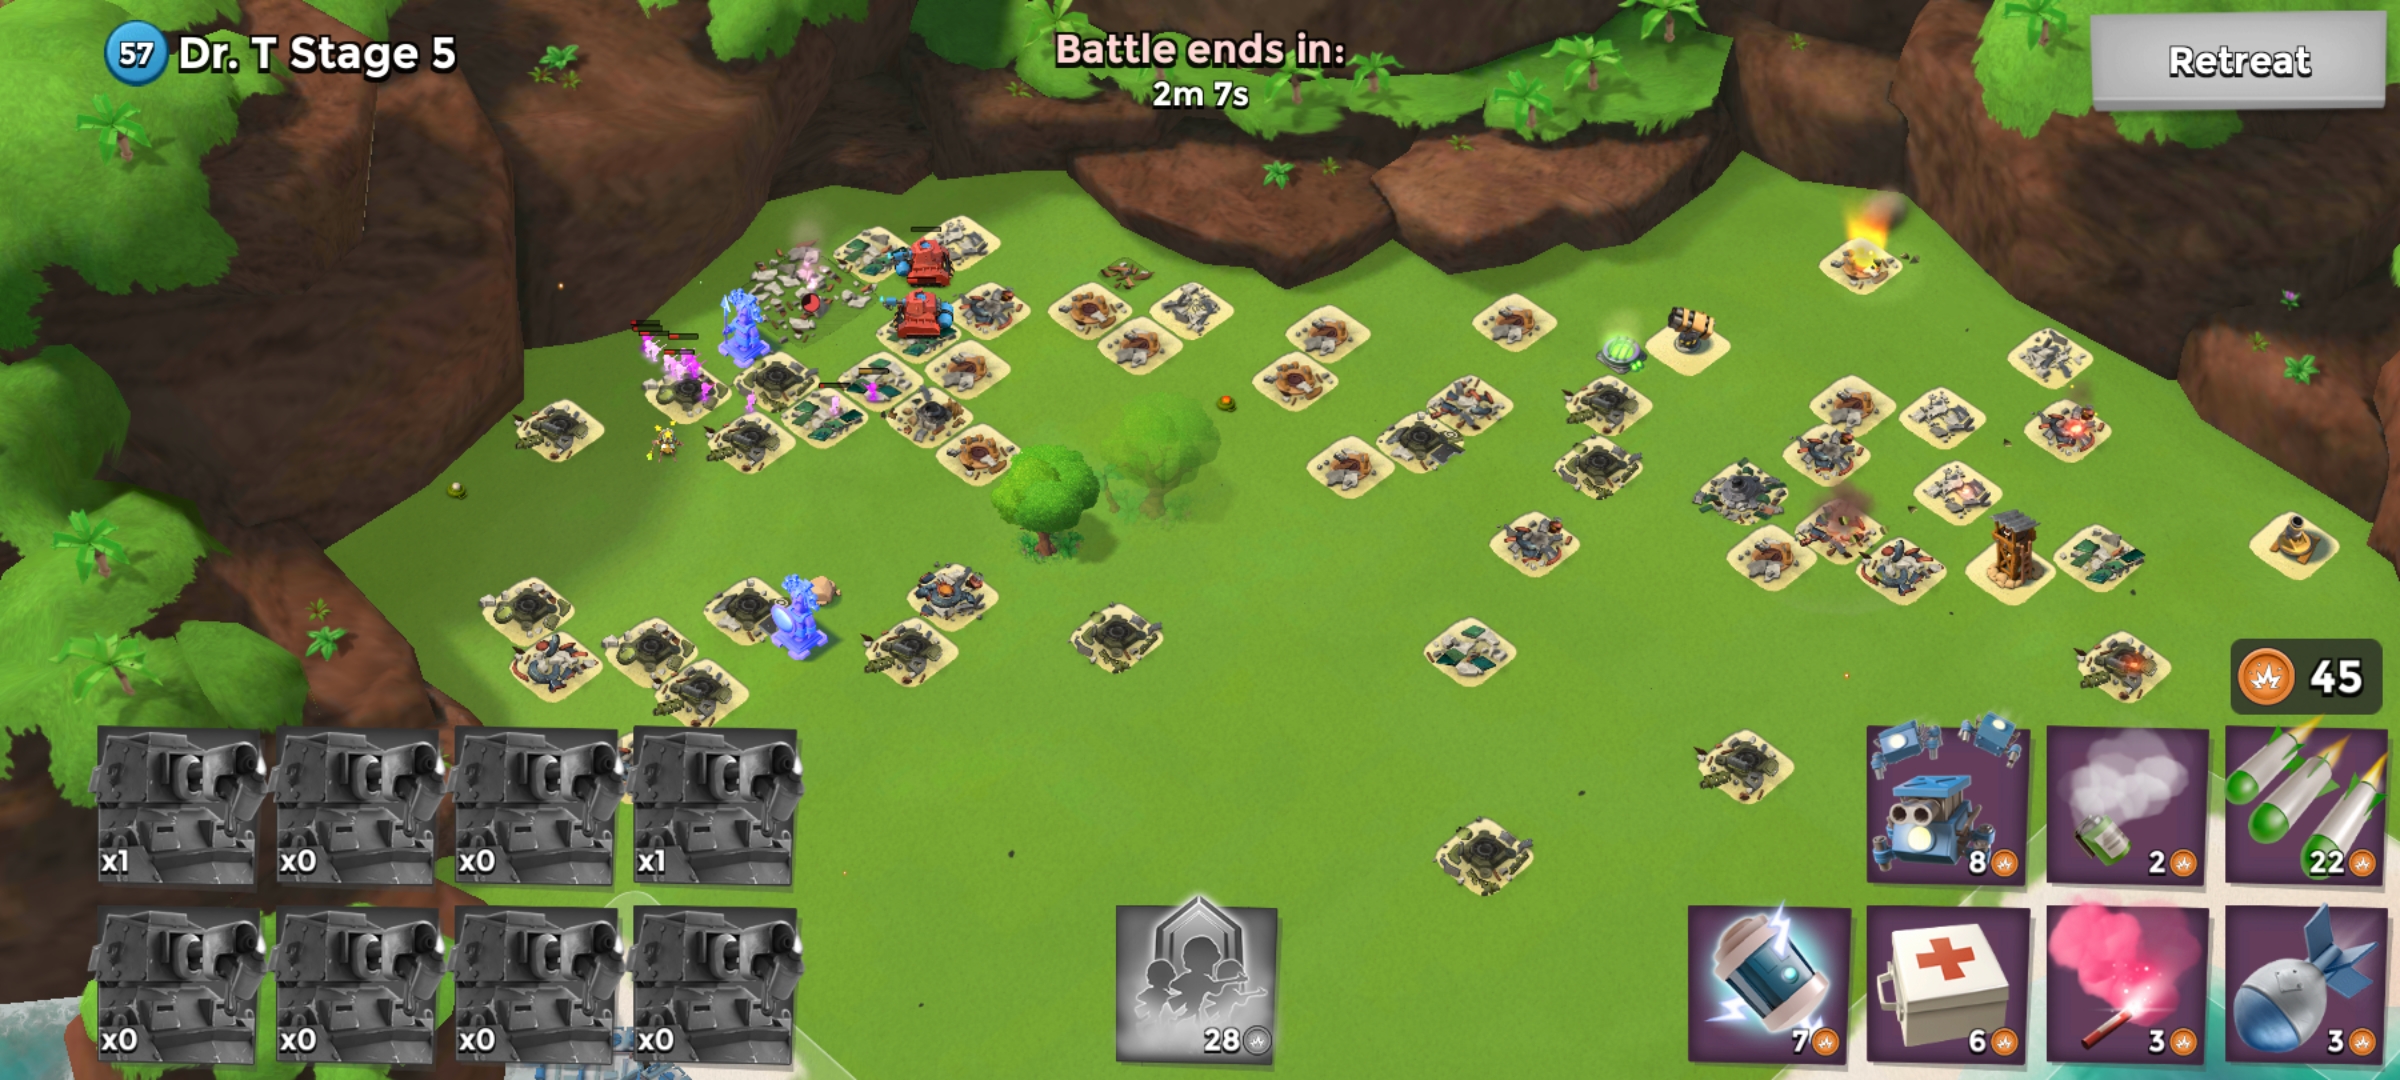 57 Dr. T Stage 5
Battle ends in:
2m 7s
Retreat
45
x1
x0
x0
x1
8
2
22
x0
x0
x0
x0
28
7
6
3
3